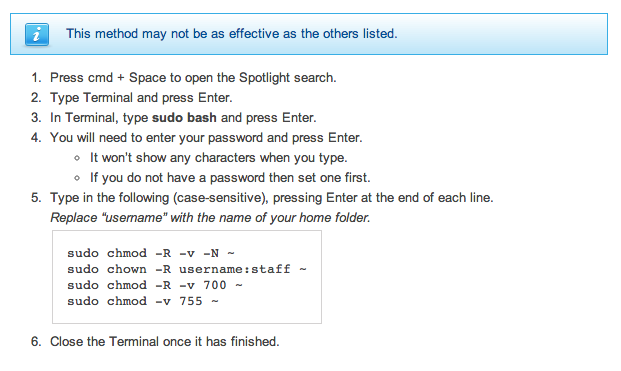 This method may not be as effective as the others listed.
1. Press cmd + Space to open the Spotlight search.
2. Type Terminal and press Enter.
3. In Terminal, type sudo bash and press Enter.
4. You will need to enter your password and press Enter.
It won't show any characters when you type.
If you do not have a password then set one first.
5. Type in the following (case-sensitive), pressing Enter at the end of each line.
Replace "username" with the name of your home folder.
sudo chmod -R -v -N ~
sudo chown -R username:staff ~
sudo chmod -R -v 700 ~
sudo chmod -v 755 ~
6. Close the Terminal once it has finished.